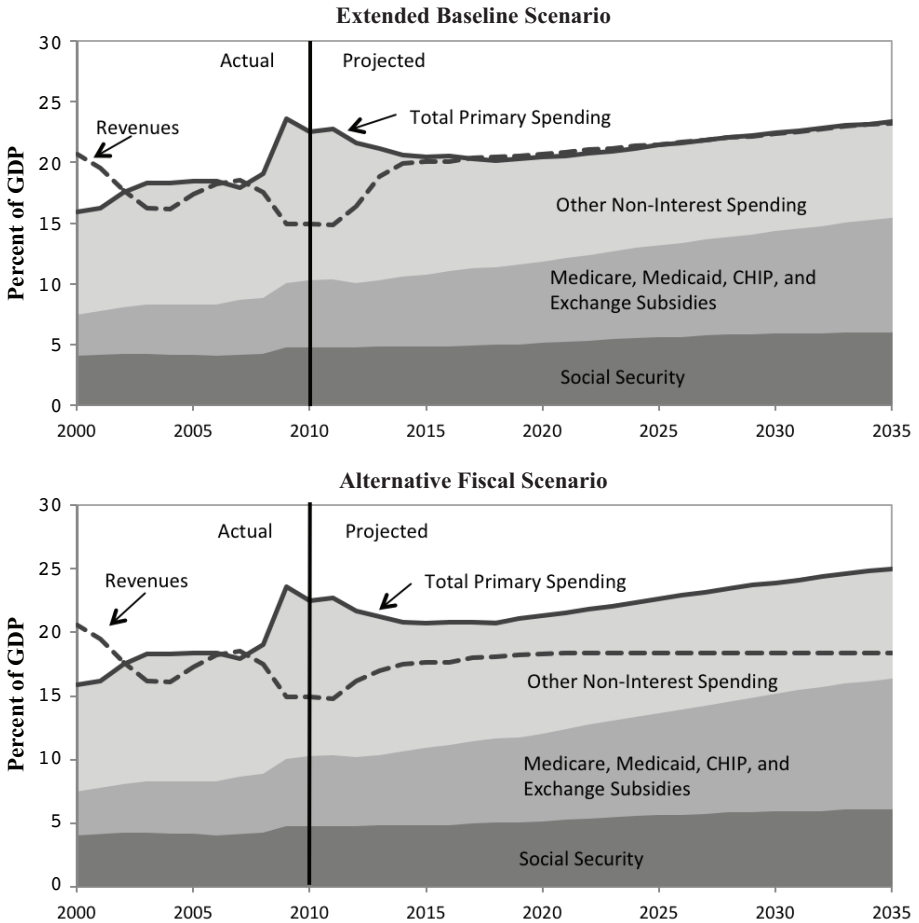 Extended Baseline Scenario
30
Actual
Projected
25
Total Primary Spending
Revenues
20
Other Non-Interest Spending
15
Medicare, Medicaid, CHIP, and
Exchange Subsidies
10
5
Social Security
0
Percent of GDP
2000 2005 2010 2015 2020 2025 2030 2035
Alternative Fiscal Scenario
30
Actual
Projected
25
Revenues
Total Primary Spending
20
Other Non-Interest Spending
15
Medicare, Medicaid, CHIP, and
Exchange Subsidies
10
5
Social Security
0
Percent of GDP
2000 2005 2010 2015 2020 2025 2030 2035